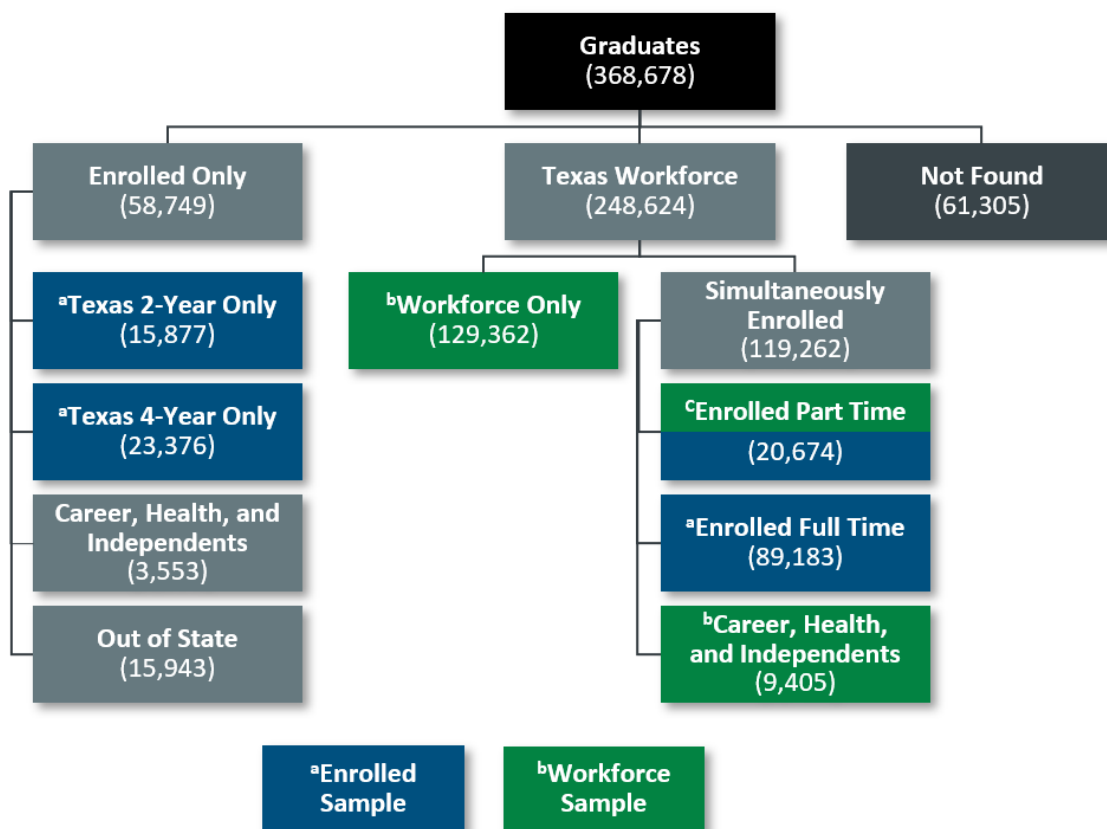 Graduates
(368,678)
Enrolled Only
(58,749)
Texas Workforce
(248,624)
Not Found
(61,305)
ᵃTexas 2-Year Only
(15,877)
ᵇWorkforce Only
(129,362)
Simultaneously
Enrolled
(119,262)
ᵃTexas 4-Year Only
(23,376)
ᶜEnrolled Part Time
(20,674)
Career, Health, and
Independents
(3,553)
ᵃEnrolled Full Time
(89,183)
Out of State
(15,943)
ᵇCareer, Health,
and Independents
(9,405)
ᵃEnrolled
Sample
ᵇWorkforce
Sample